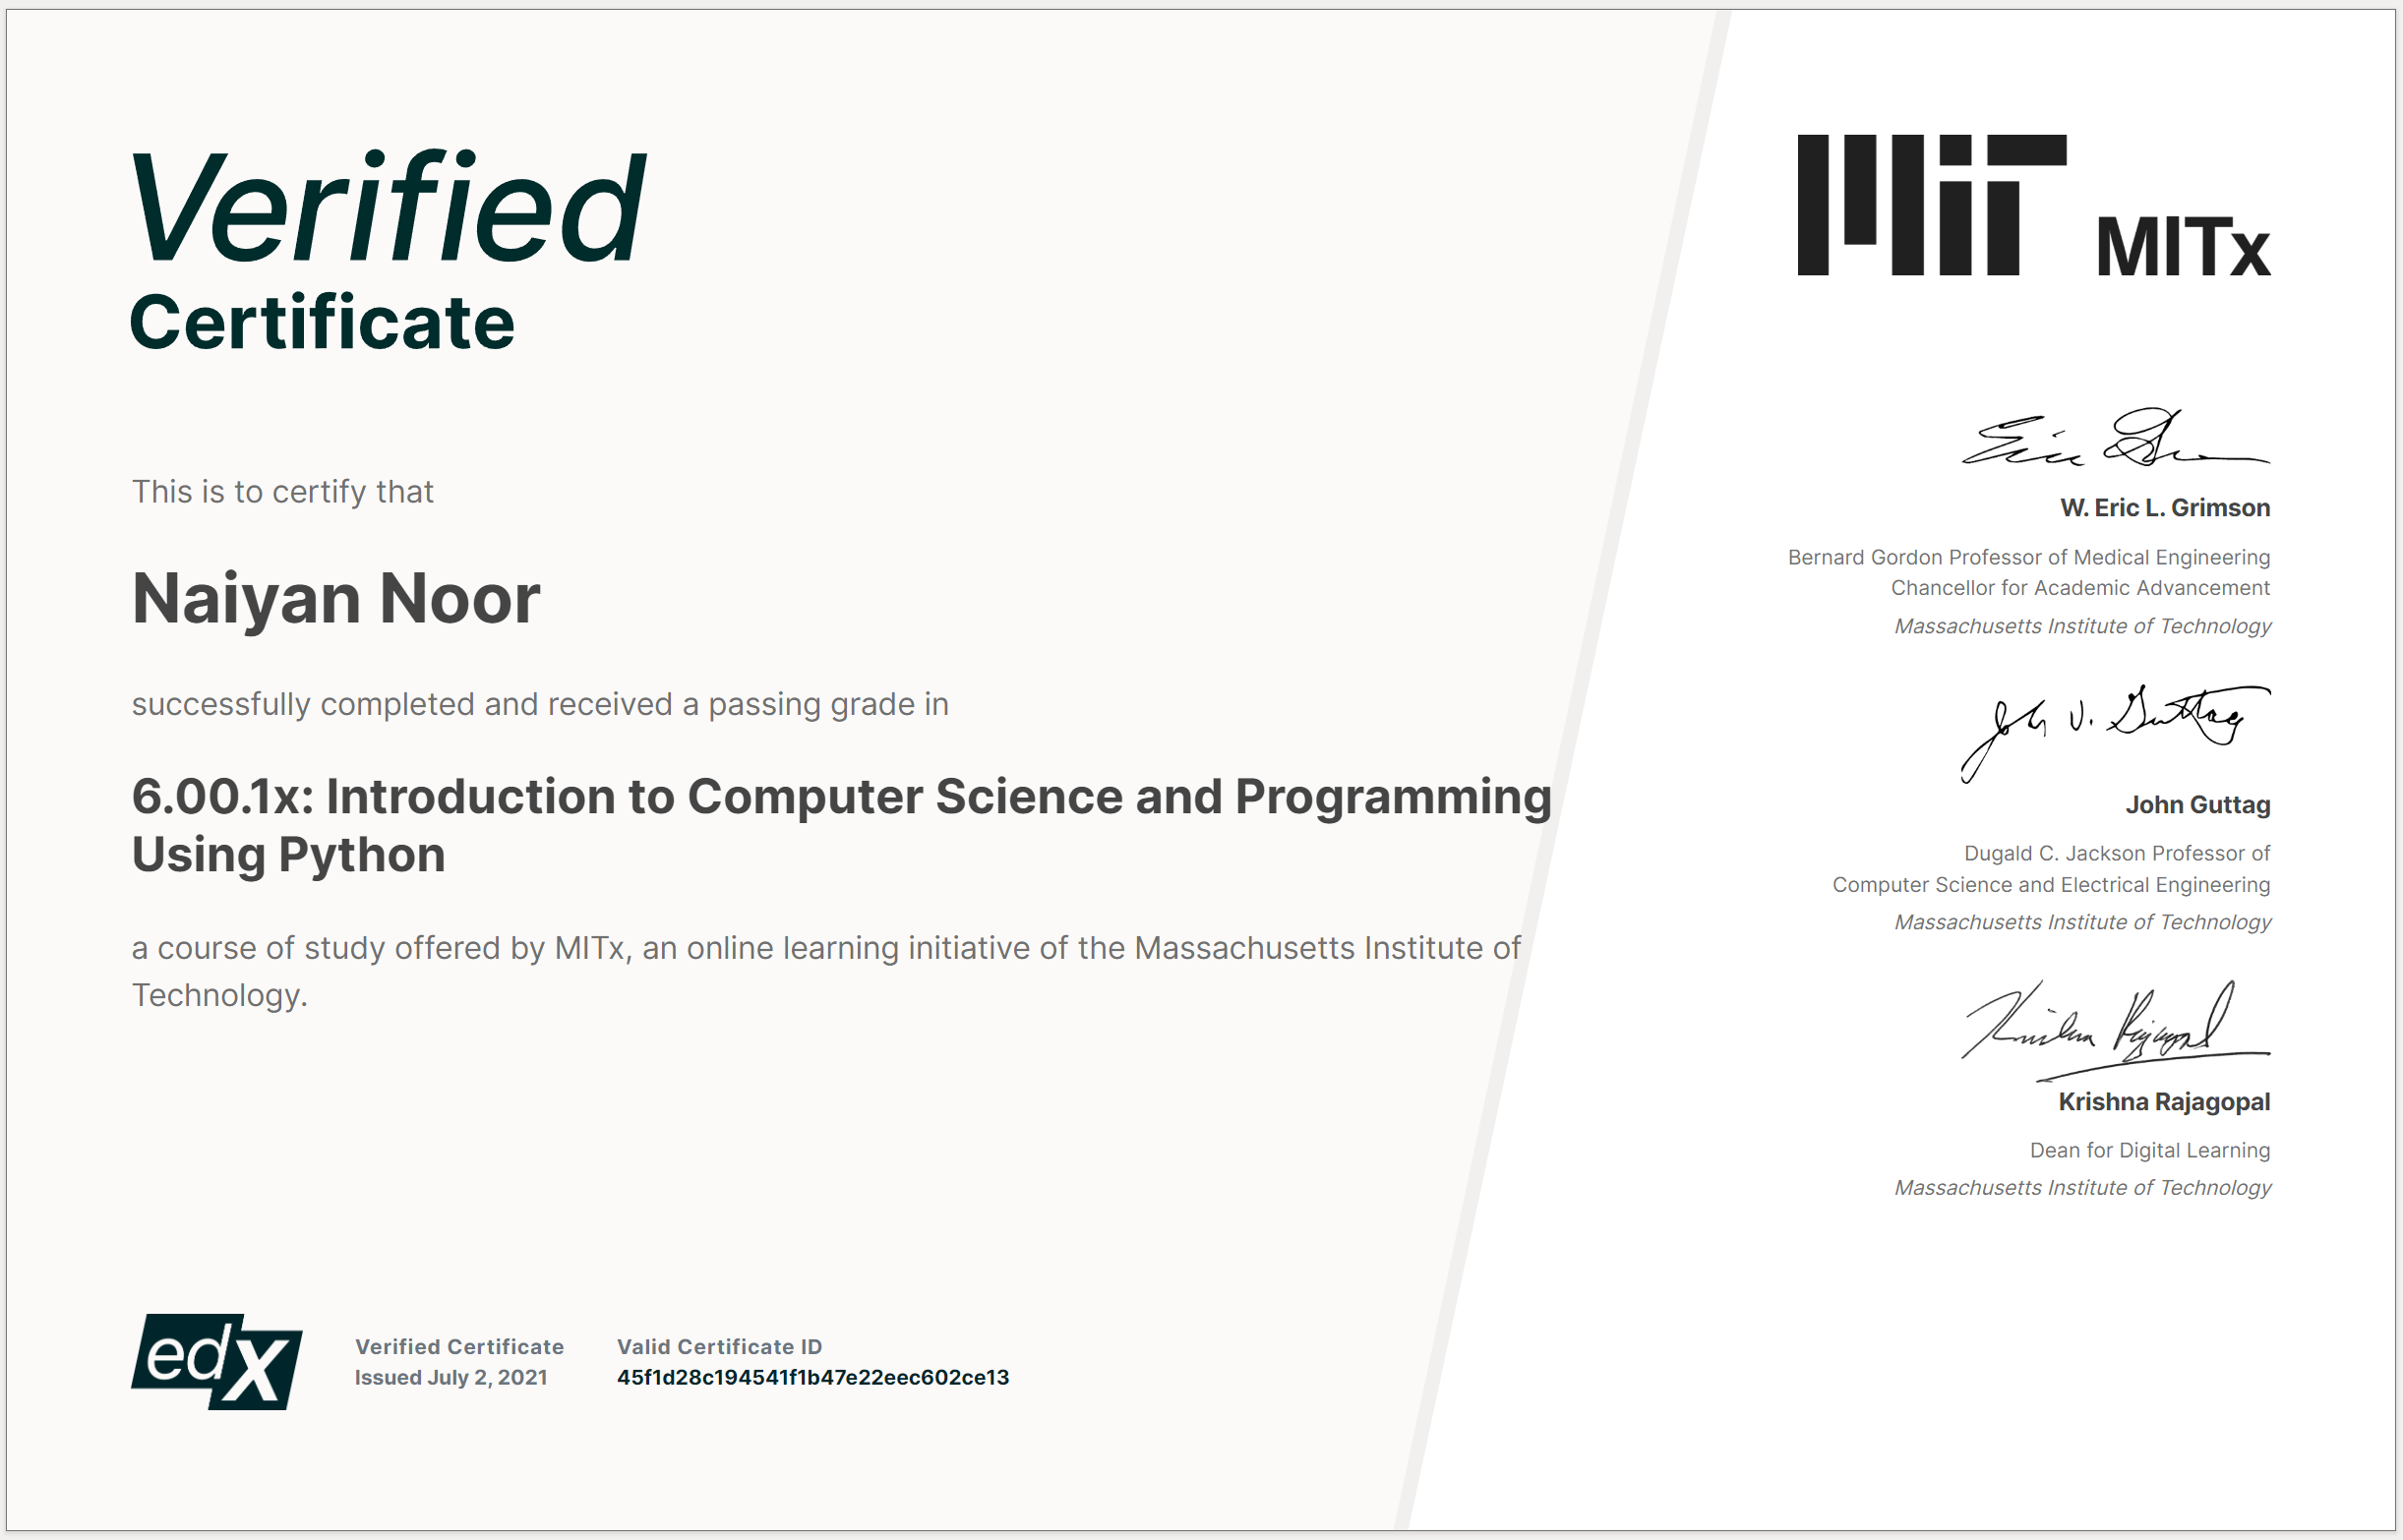 Verified
Certificate
This is to certify that
Naiyan Noor
successfully completed and received a passing grade in
6.00.1x: Introduction to Computer Science and Programming
Using Python
a course of study offered by MITx, an online learning initiative of the Massachusetts Institute of
Technology.
edX
Verified Certificate
Issued July 2, 2021
Valid Certificate ID
45f1d28c194541f1b47e22eec602ce13
MIT MITx
W. Eric L. Grimson
Bernard Gordon Professor of Medical Engineering
Chancellor for Academic Advancement
Massachusetts Institute of Technology
John V. Guttag
John Guttag
Dugald C. Jackson Professor of
Computer Science and Electrical Engineering
Massachusetts Institute of Technology
Krishna Rajagopal
Krishna Rajagopal
Dean for Digital Learning
Massachusetts Institute of Technology